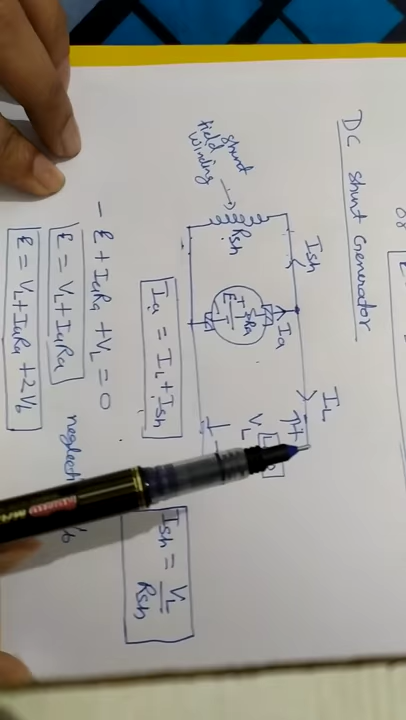 DC Shunt Generator
Shunt
field
winding
Rsh
Ish
Ia
IaRa
E
IL
VL
Ia = IL + Ish
- E + IaRa + VL = 0
E = VL + IaRa
neglect
E = VL + IaRa + 2Vb
Ish = VL / Rsh